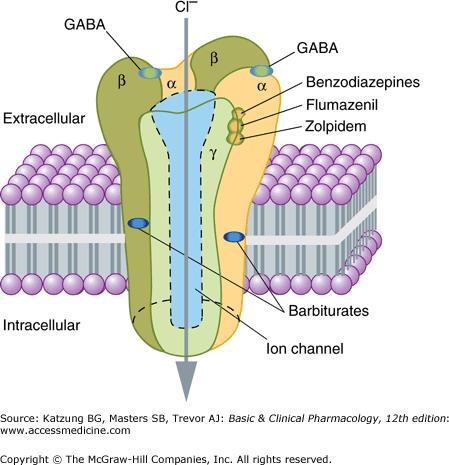 Cl–
GABA
GABA
β
α
β
α
Benzodiazepines
Flumazenil
Zolpidem
Extracellular
γ
Barbiturates
Intracellular
Ion channel
Source: Katzung BG, Masters SB, Trevor AJ: Basic & Clinical Pharmacology, 12th edition:
www.accessmedicine.com
Copyright © The McGraw-Hill Companies, Inc. All rights reserved.